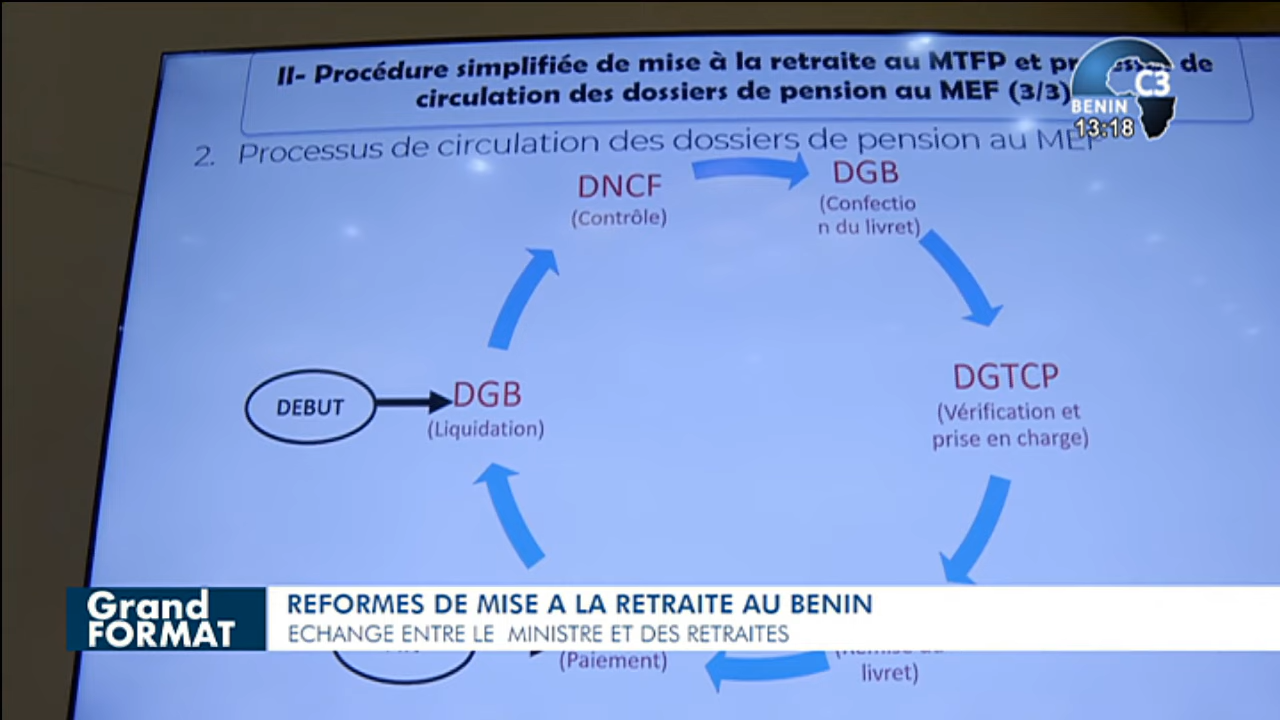 II- Procédure simplifiée de mise à la retraite au MTFP et de
circulation des dossiers de pension au MEF (3/3)
C3
BENIN
13:18
2. Processus de circulation des dossiers de pension au MEF
DNCF
(Contrôle)
DGB
(Confectio
n du livret)
DGTCP
(Vérification et
prise en charge)
DEBUT
DGB
(Liquidation)
Grand
FORMAT
REFORMES DE MISE A LA RETRAITE AU BENIN
ECHANGE ENTRE LE MINISTRE ET DES RETRAITES
(Paiement)
livret)